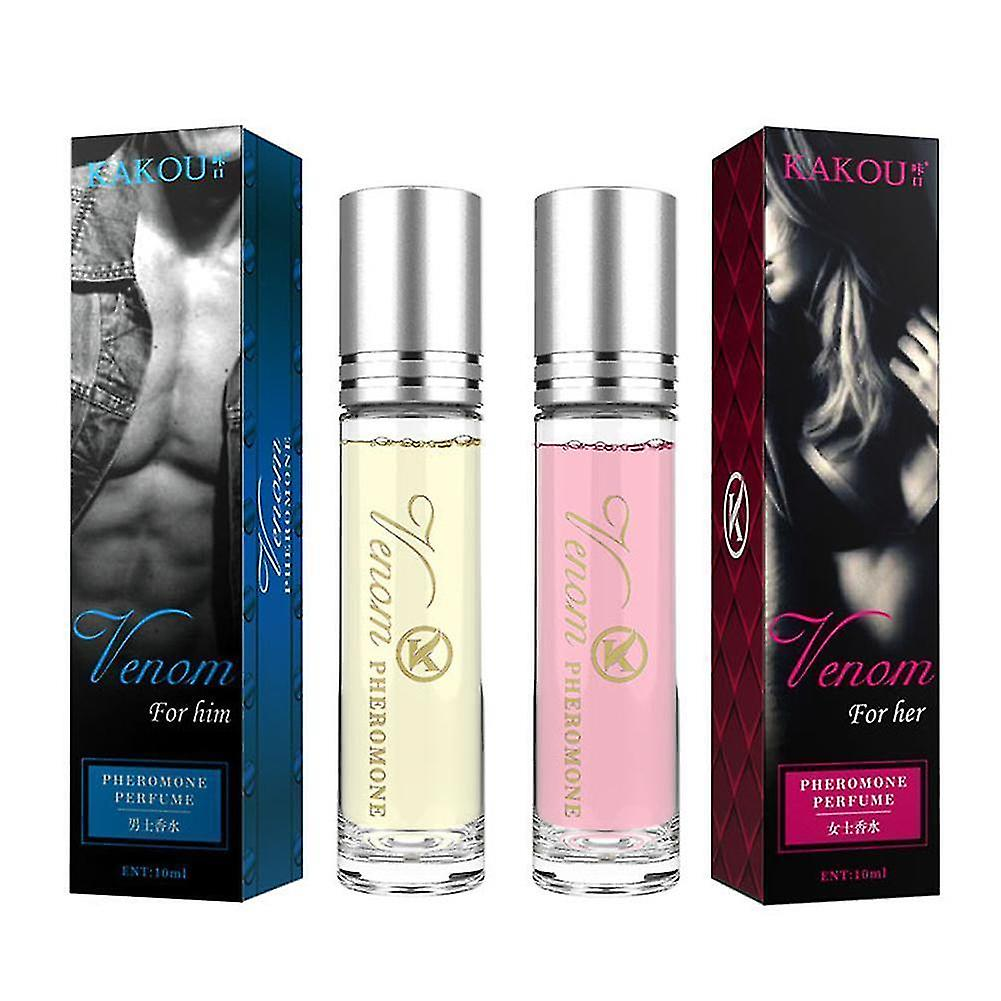 KAKOU 咔口
Venom
For him
PHEROMONE
PERFUME
男士香水
ENT:10ml
Venom
PHEROMONE
Venom
PHEROMONE
K
Venom
PHEROMONE
K
K
KAKOU 咔口
Venom
For her
PHEROMONE
PERFUME
女士香水
ENT:10ml